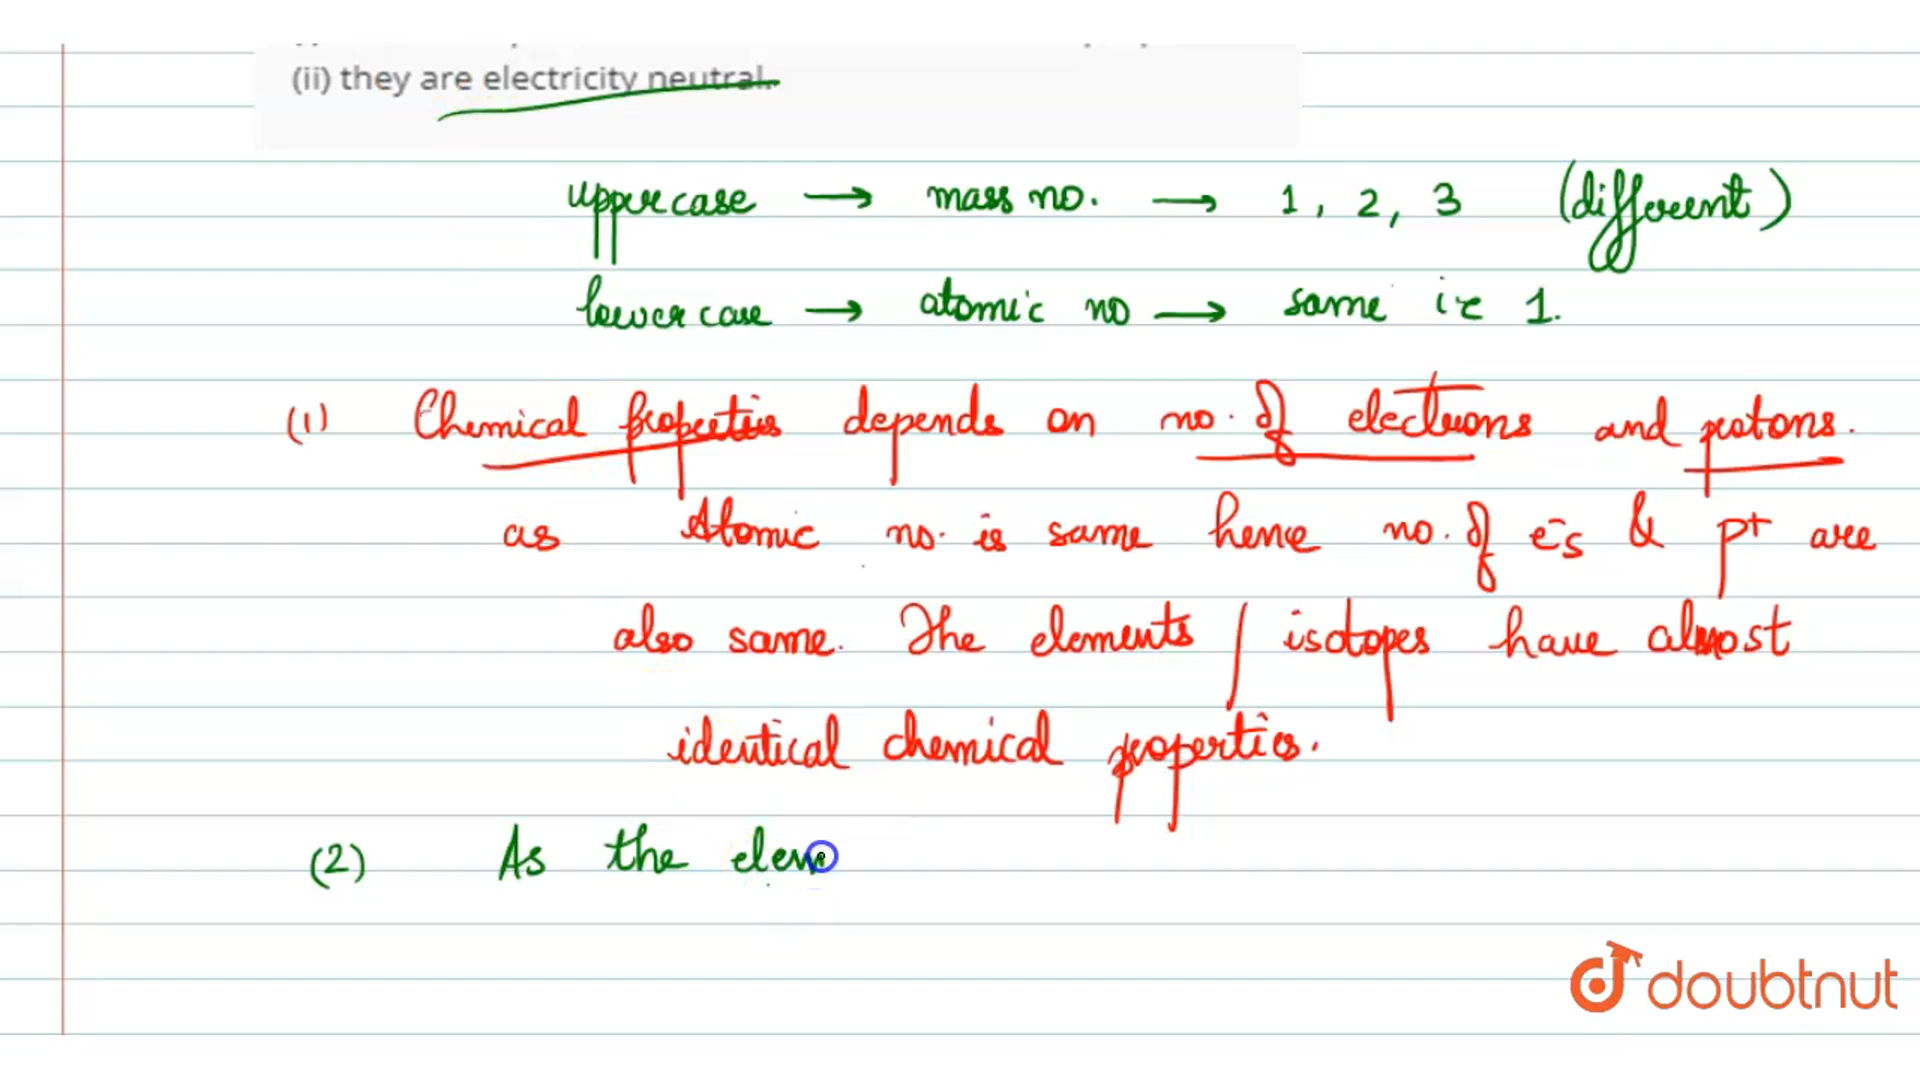 (ii) they are electricity neutral.
uppercase → mass no. → 1, 2, 3 (different)
lowercase → atomic no → same ie 1.
(1) Chemical properties depends on no. of electrons and protons.
as Atomic no. is same hence no. of e-s & p+ are
also same. The elements / isotopes have almost
identical chemical properties.
(2) As the elem
doubtnut